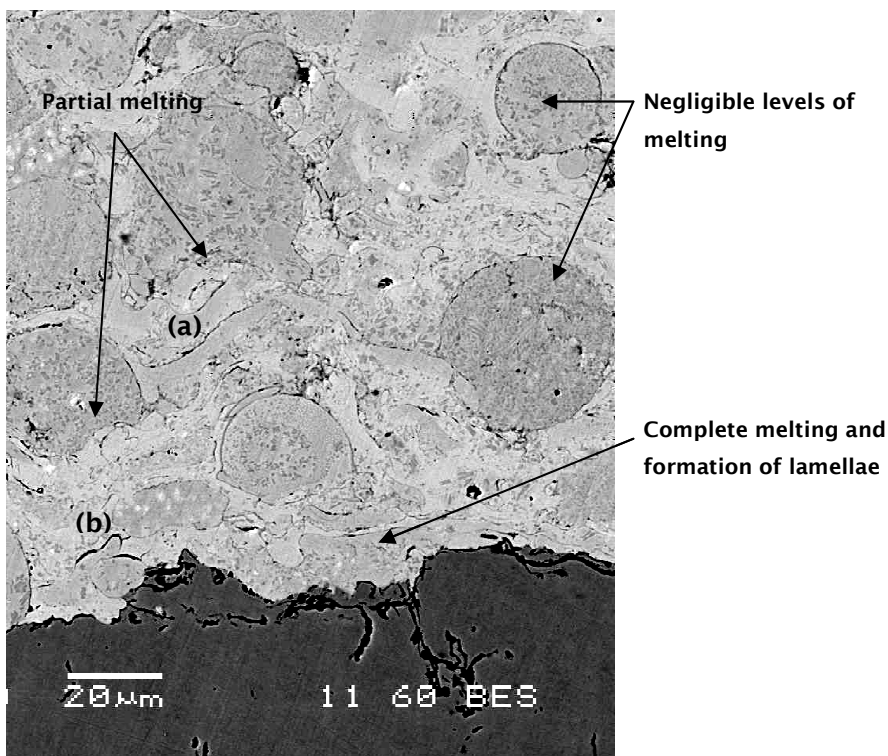 Partial melting
Negligible levels of
melting
(a)
Complete melting and
formation of lamellae
(b)
20µm 11 60 BES